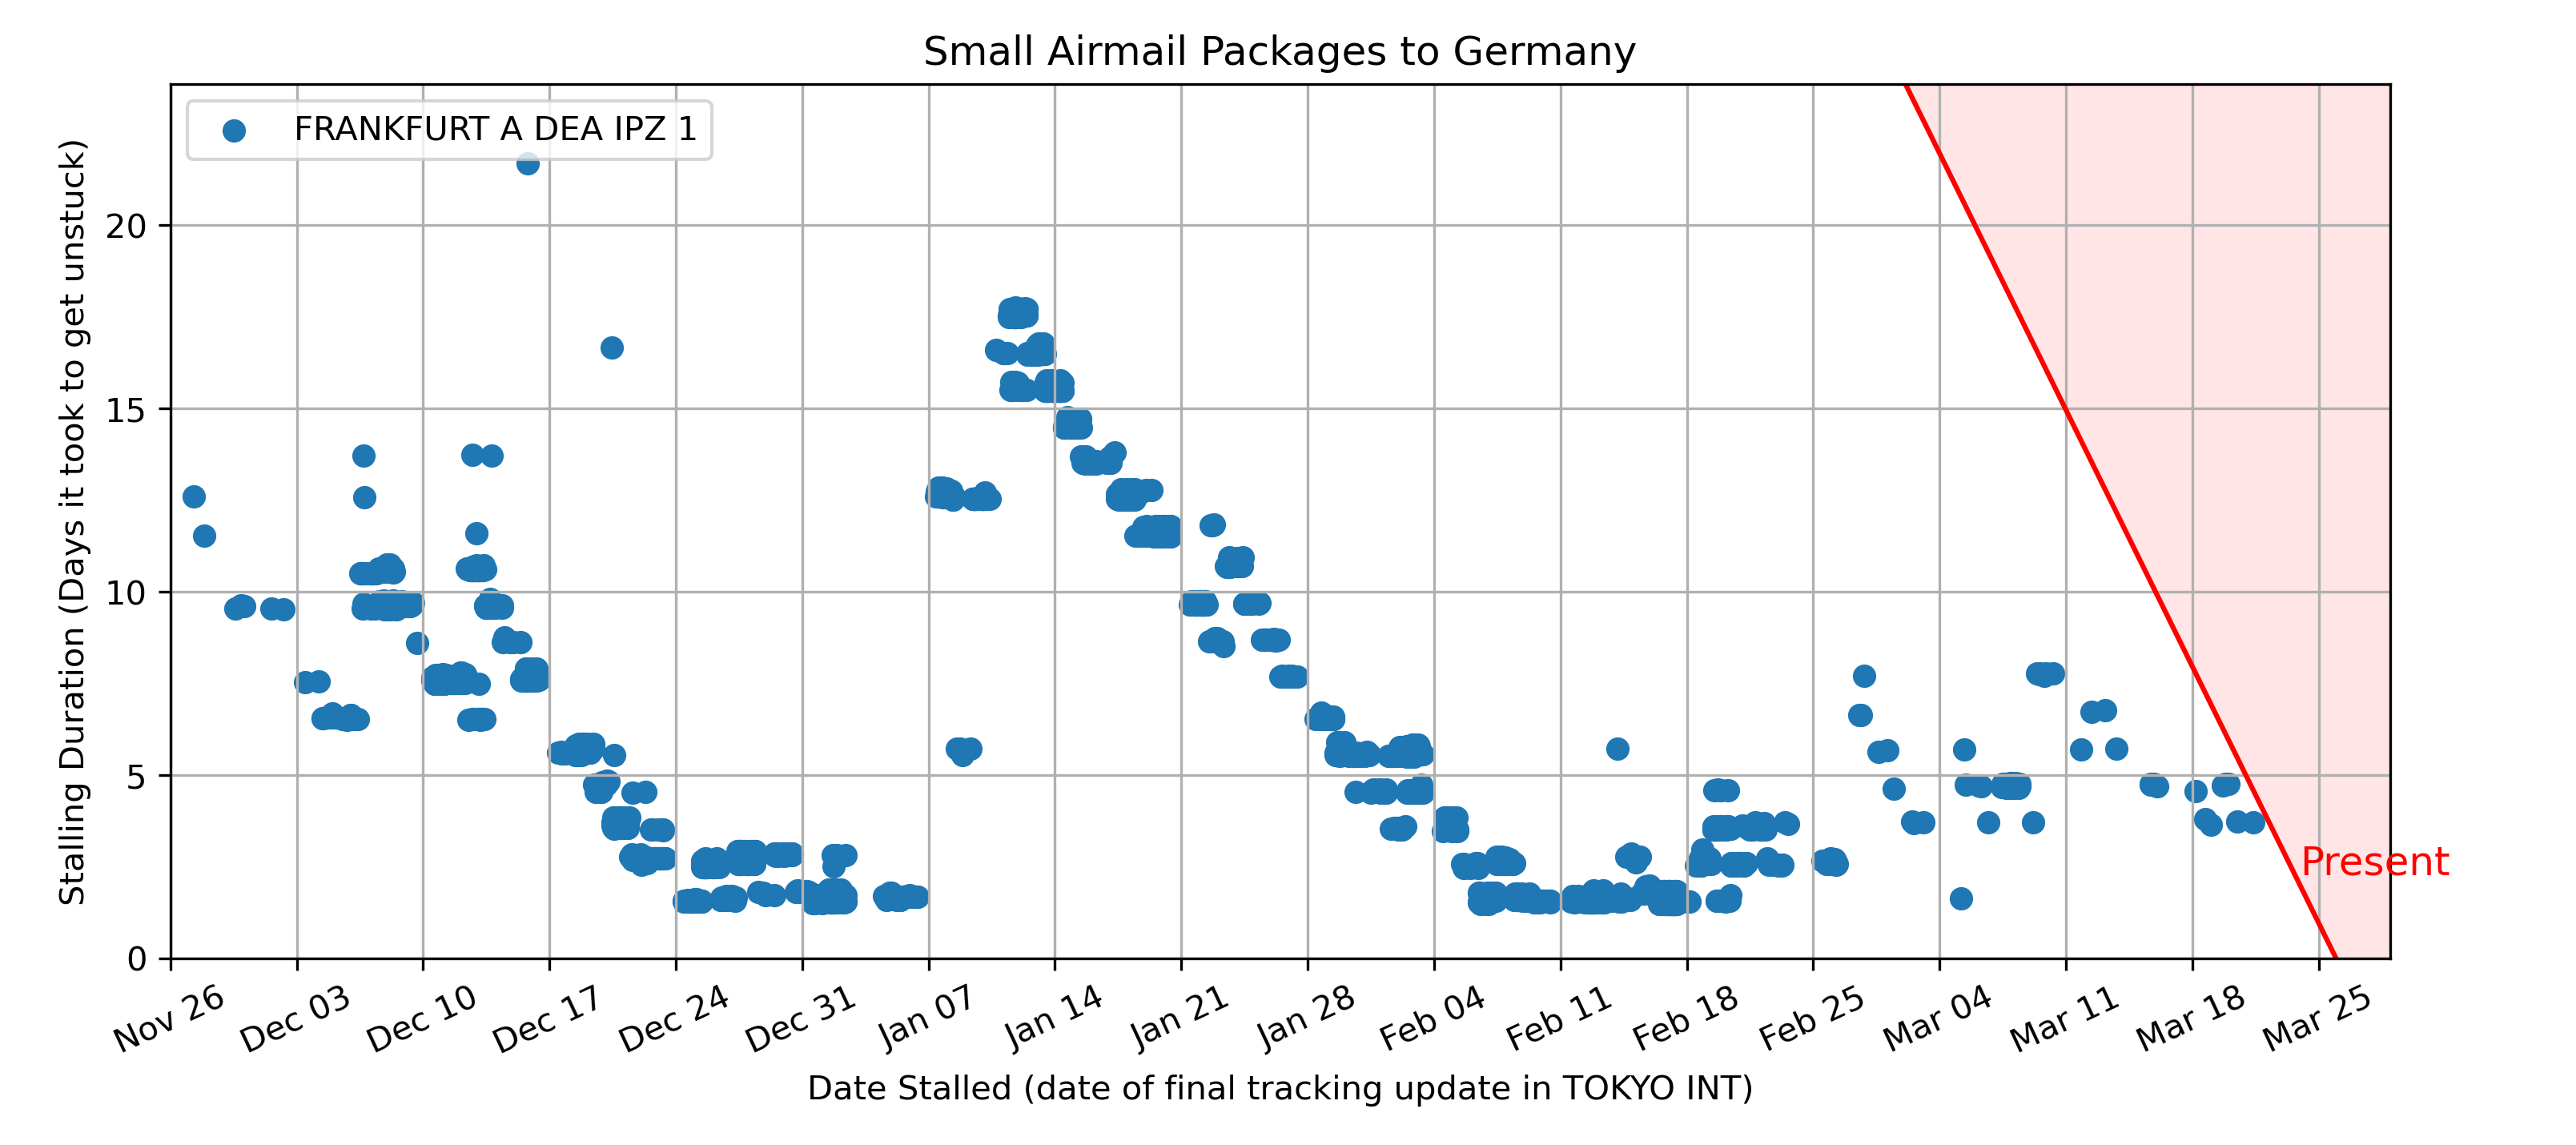 Small Airmail Packages to Germany
FRANKFURT A DEA IPZ 1
Stalling Duration (Days it took to get unstuck)
20
15
10
5
0
Present
Nov 26
Dec 03
Dec 10
Dec 17
Dec 24
Dec 31
Jan 07
Jan 14
Jan 21
Jan 28
Feb 04
Feb 11
Feb 18
Feb 25
Mar 04
Mar 11
Mar 18
Mar 25
Date Stalled (date of final tracking update in TOKYO INT)